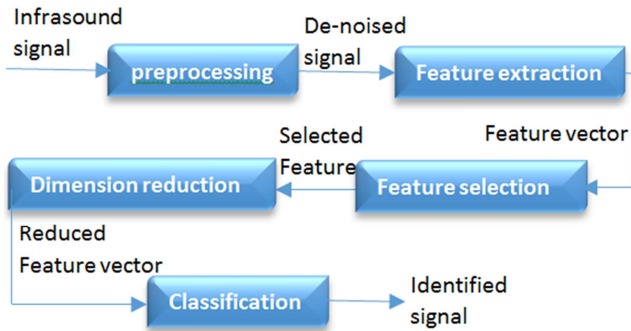 Infrasound
signal
De-noised
signal
preprocessing
Feature extraction
Feature vector
Selected
Feature
Feature selection
Dimension reduction
Reduced
Feature vector
Classification
Identified
signal